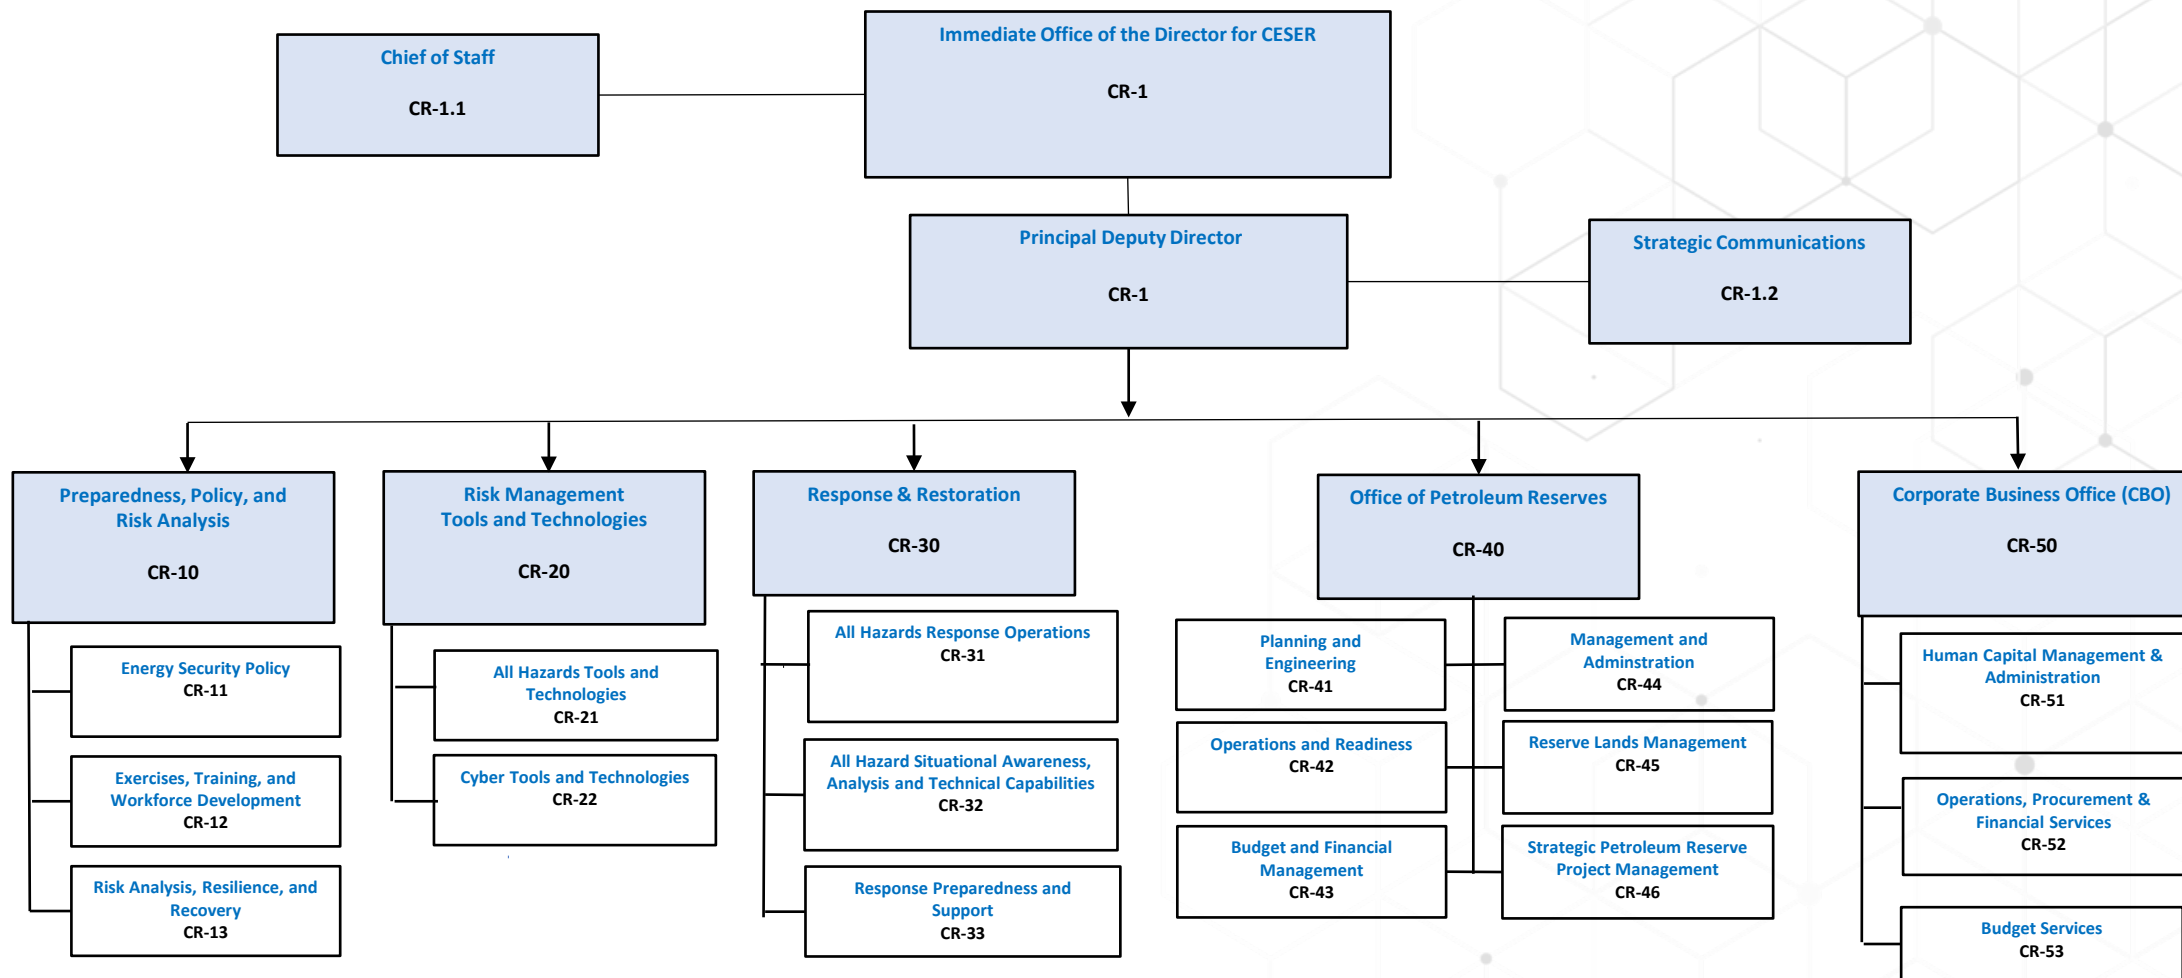 Immediate Office of the Director for CESER
CR-1
Chief of Staff
CR-1.1
Principal Deputy Director
CR-1
Strategic Communications
CR-1.2
Preparedness, Policy, and
Risk Analysis
CR-10
Energy Security Policy
CR-11
Exercises, Training, and
Workforce Development
CR-12
Risk Analysis, Resilience, and
Recovery
CR-13
Risk Management
Tools and Technologies
CR-20
All Hazards Tools and
Technologies
CR-21
Cyber Tools and Technologies
CR-22
Response & Restoration
CR-30
All Hazards Response Operations
CR-31
All Hazard Situational Awareness,
Analysis and Technical Capabilities
CR-32
Response Preparedness and
Support
CR-33
Office of Petroleum Reserves
CR-40
Planning and
Engineering
CR-41
Operations and Readiness
CR-42
Budget and Financial
Management
CR-43
Management and
Adminstration
CR-44
Reserve Lands Management
CR-45
Strategic Petroleum Reserve
Project Management
CR-46
Corporate Business Office (CBO)
CR-50
Human Capital Management &
Administration
CR-51
Operations, Procurement &
Financial Services
CR-52
Budget Services
CR-53